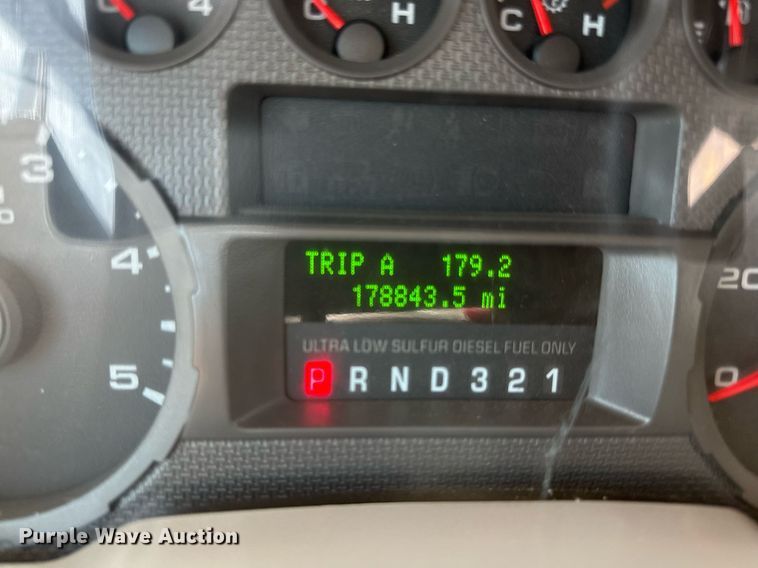 4
H
C H
3
4
5
TRIP A 179.2
178843.5 mi
ULTRA LOW SULFUR DIESEL FUEL ONLY
P R N D 3 2 1
20
0
Purple Wave Auction